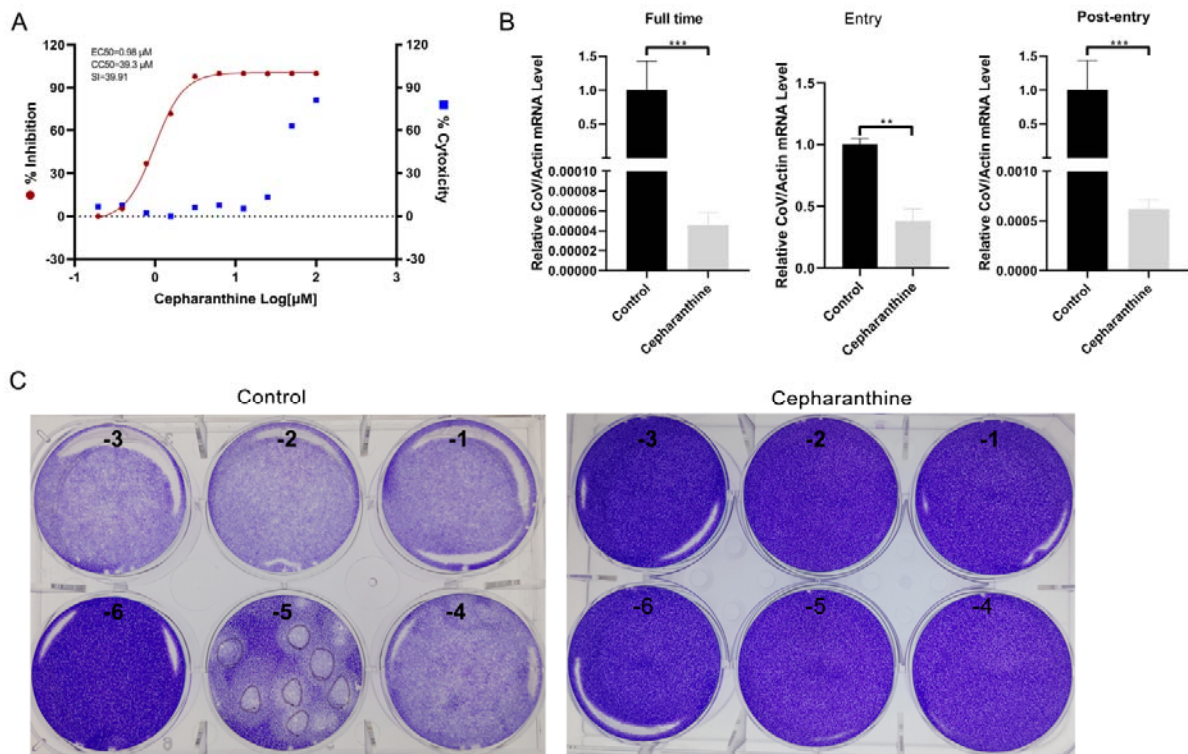 A
EC50=0.98 µM
CC50=39.3 µM
SI=39.91
120
90
60
30
0
-30
% Inhibition
120
90
60
30
0
-30
% Cytoxicity
-1 0 1 2 3
Cepharanthine Log[µM]
B
Full time
***
Relative CoV/Actin mRNA Level
1.5
1.0
0.5
0.00010
0.00008
0.00006
0.00004
0.00002
0.00000
Control
Cepharanthine
Entry
**
Relative CoV/Actin mRNA Level
1.5
1.0
0.5
0.0
Control
Cepharanthine
Post-entry
***
Relative CoV/Actin mRNA Level
1.5
1.0
0.5
0.0010
0.0005
0.0000
Control
Cepharanthine
C
Control
-3 -2 -1
-6 -5 -4
Cepharanthine
-3 -2 -1
-6 -5 -4